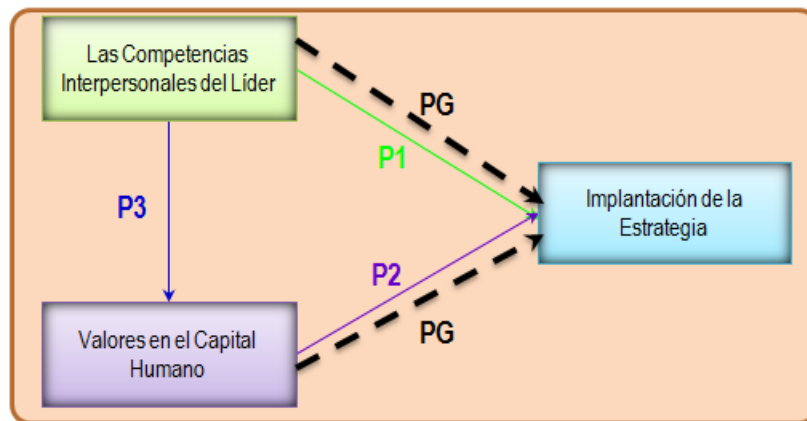 Las Competencias
Interpersonales del Líder
PG
P1
P3
Implantación de la
Estrategia
P2
PG
Valores en el Capital
Humano